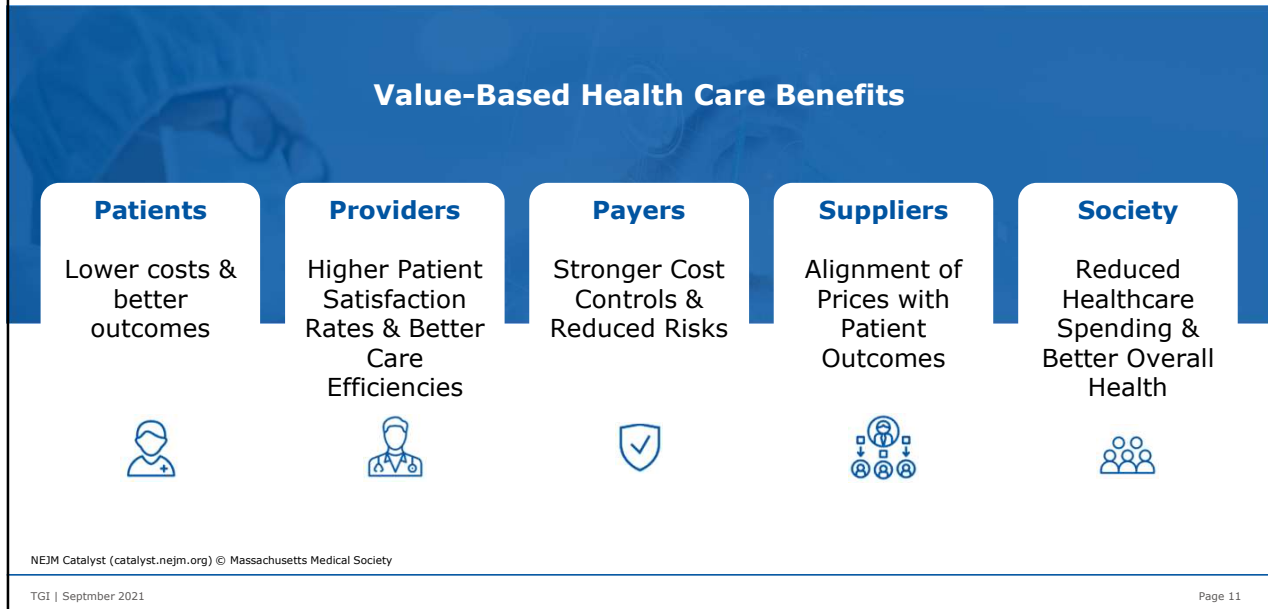 Value-Based Health Care Benefits
Patients
Lower costs &
better
outcomes
Providers
Higher Patient
Satisfaction
Rates & Better
Care
Efficiencies
Payers
Stronger Cost
Controls &
Reduced Risks
Suppliers
Alignment of
Prices with
Patient
Outcomes
Society
Reduced
Healthcare
Spending &
Better Overall
Health
NEJM Catalyst (catalyst.nejm.org) © Massachusetts Medical Society
TGI | Septmber 2021
Page 11